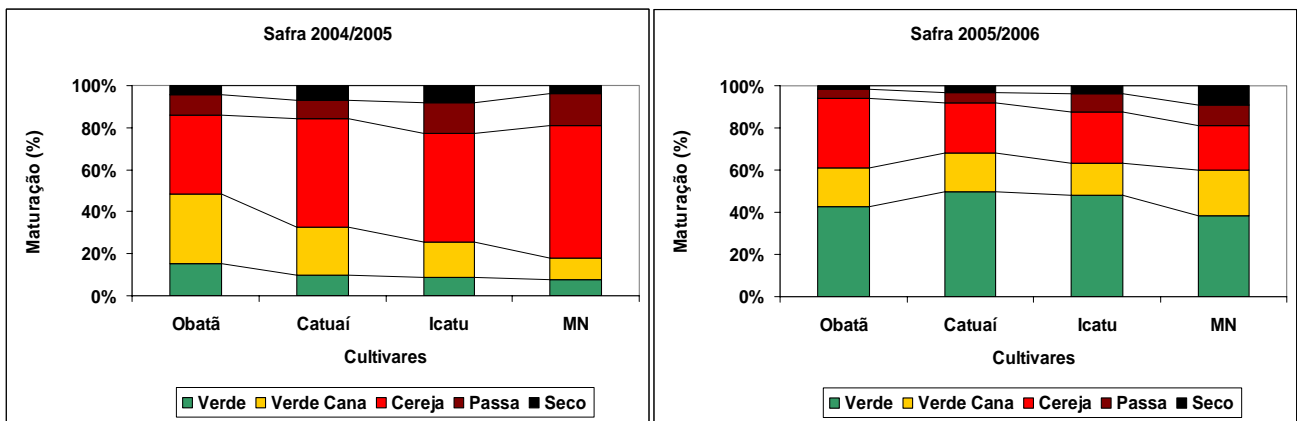 Safra 2004/2005
100%
80%
60%
40%
20%
0%
Maturação (%)
Obatã Catuaí Icatu MN
Cultivares
Verde Verde Cana Cereja Passa Seco
Safra 2005/2006
100%
80%
60%
40%
20%
0%
Maturação (%)
Obatã Catuaí Icatu MN
Cultivares
Verde Verde Cana Cereja Passa Seco